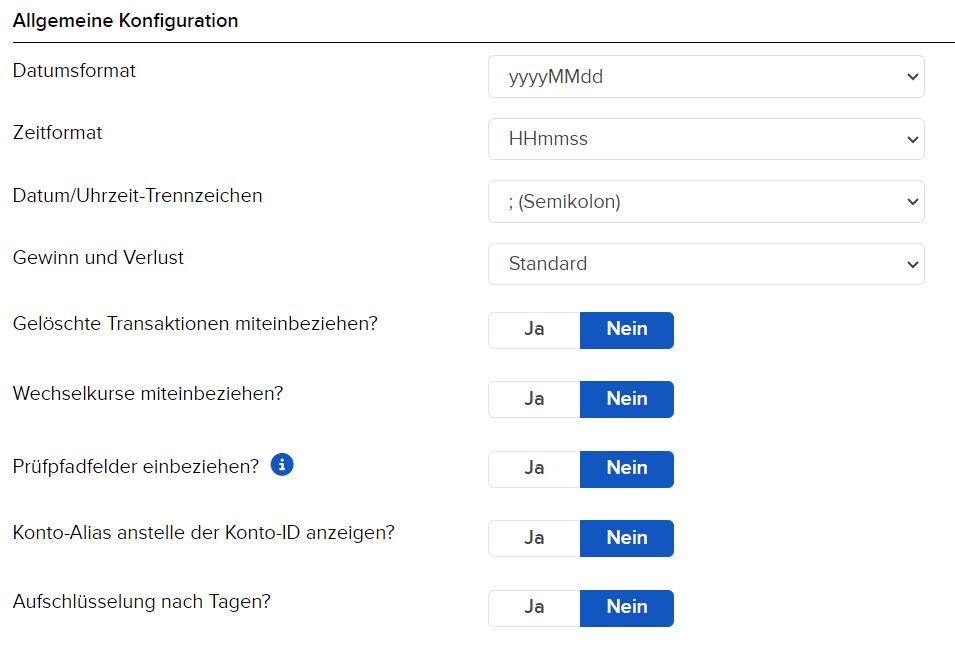 Allgemeine Konfiguration
Datumsformat
yyyyMMdd
Zeitformat
HHmmss
Datum/Uhrzeit-Trennzeichen
; (Semikolon)
Gewinn und Verlust
Standard
Gelöschte Transaktionen miteinbeziehen?
Ja Nein
Wechselkurse miteinbeziehen?
Ja Nein
Prüfpfadfelder einbeziehen?
Ja Nein
Konto-Alias anstelle der Konto-ID anzeigen?
Ja Nein
Aufschlüsselung nach Tagen?
Ja Nein